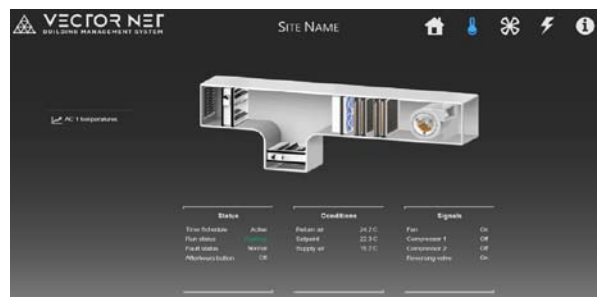 VECTOR NET
BUILDING MANAGEMENT SYSTEM
SITE NAME
AC 1 temperatures
Status
Time Schedule Active
Run status
Fault status Normal
Afterhours button Off
Conditions
Return air 24.2 C
Setpoint 22.3 C
Supply air
Signals
Fan On
Compressor 1 Off
Compressor 2 Off
Reversing valve On